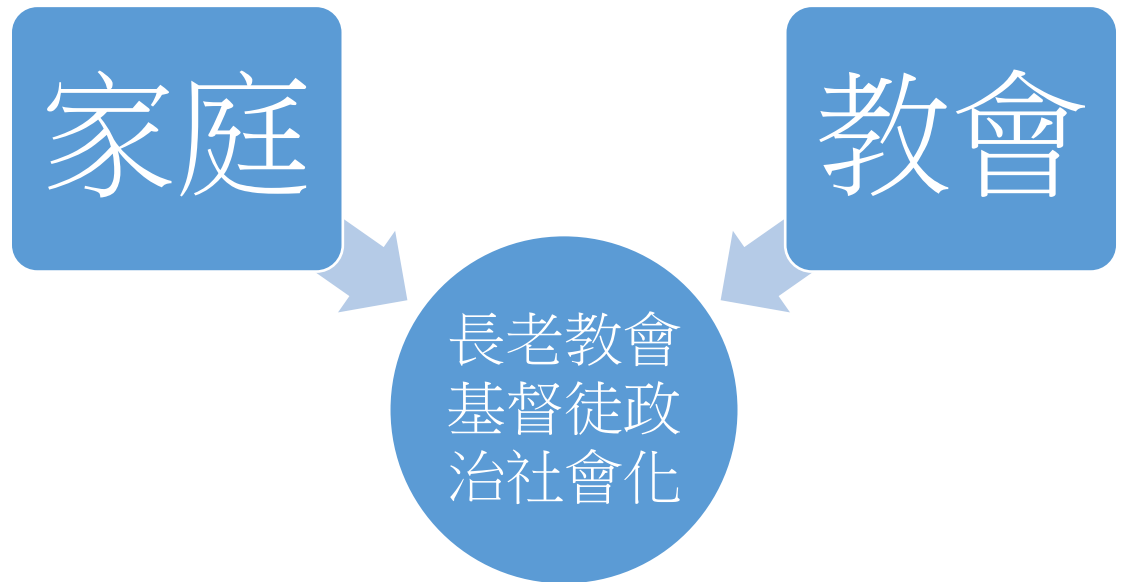 家庭
教會
長老教會
基督徒政
治社會化